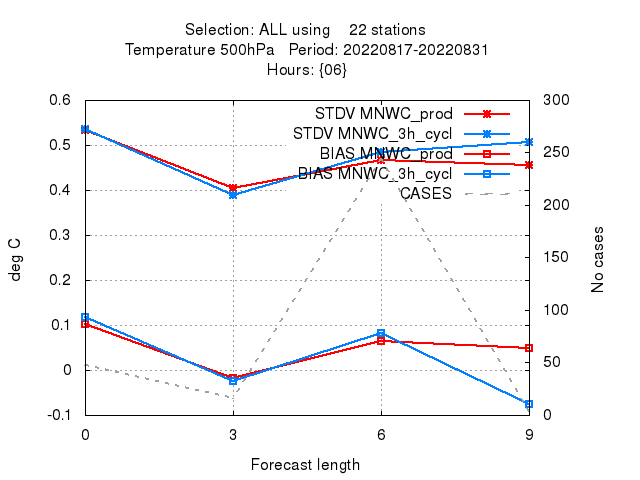 Selection: ALL using 22 stations
Temperature 500hPa Period: 20220817-20220831
Hours: {06}
0.6
0.5
0.4
0.3
0.2
0.1
0
-0.1
300
250
200
150
100
50
0
STDV MNWC_prod
STDV MNWC_3h_cycl
BIAS MNWC_prod
BIAS MNWC_3h_cycl
CASES
deg C
No cases
0 3 6 9
Forecast length